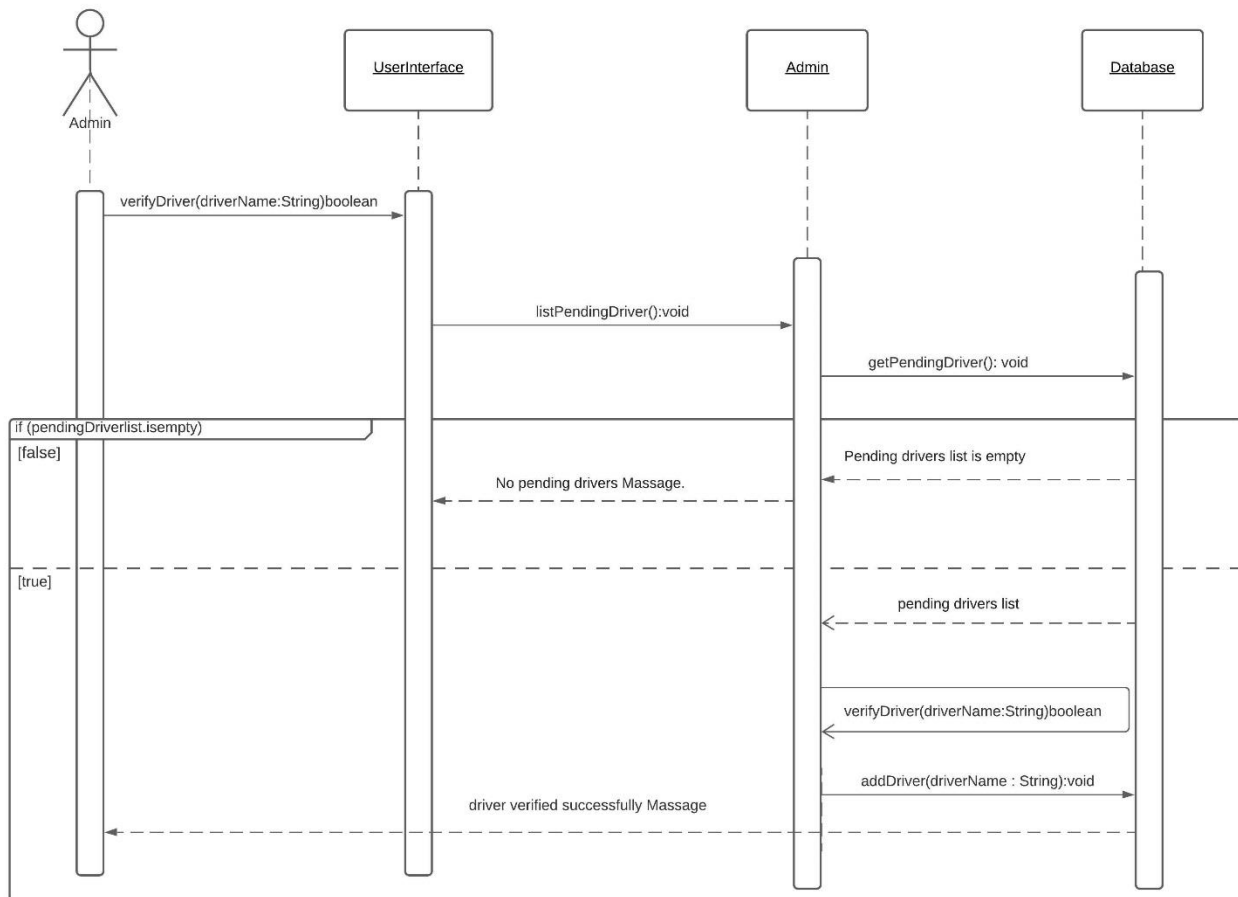 UserInterface
Admin
Database
Admin
verifyDriver(driverName:String)boolean
listPendingDriver():void
getPendingDriver(): void
if (pendingDriverlist.isempty)
[false]
Pending drivers list is empty
No pending drivers Massage.
[true]
pending drivers list
verifyDriver(driverName:String)boolean
addDriver(driverName : String):void
driver verified successfully Massage